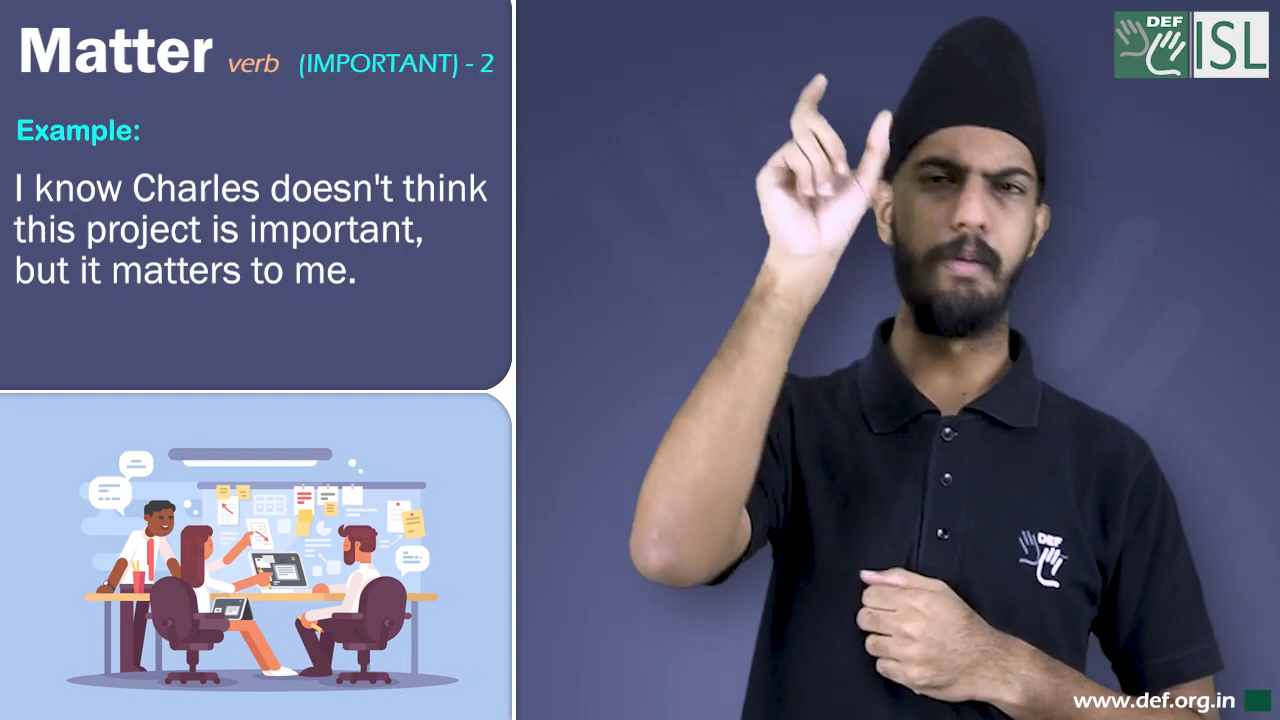 Matter verb (IMPORTANT) - 2
Example:
I know Charles doesn't think
this project is important,
but it matters to me.
DEF ISL
DEF
www.def.org.in